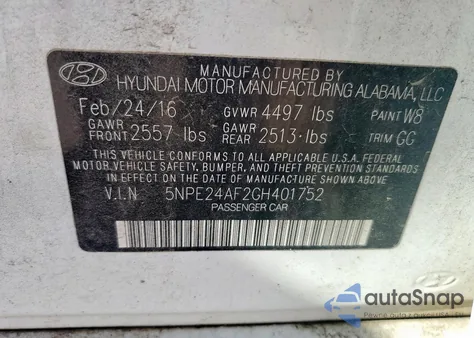 MANUFACTURED BY
HYUNDAI MOTOR MANUFACTURING ALABAMA, LLC
Feb/24/16 GVWR 4497 lbs PAINT W8
GAWR FRONT 2557 lbs GAWR REAR 2513 lbs TRIM GG
THIS VEHICLE CONFORMS TO ALL APPLICABLE U.S.A. FEDERAL
MOTOR VEHICLE SAFETY, BUMPER, AND THEFT PREVENTION STANDARDS
IN EFFECT ON THE DATE OF MANUFACTURE SHOWN ABOVE.
V.I.N 5NPE24AF2GH401752
PASSENGER CAR
autoSnap